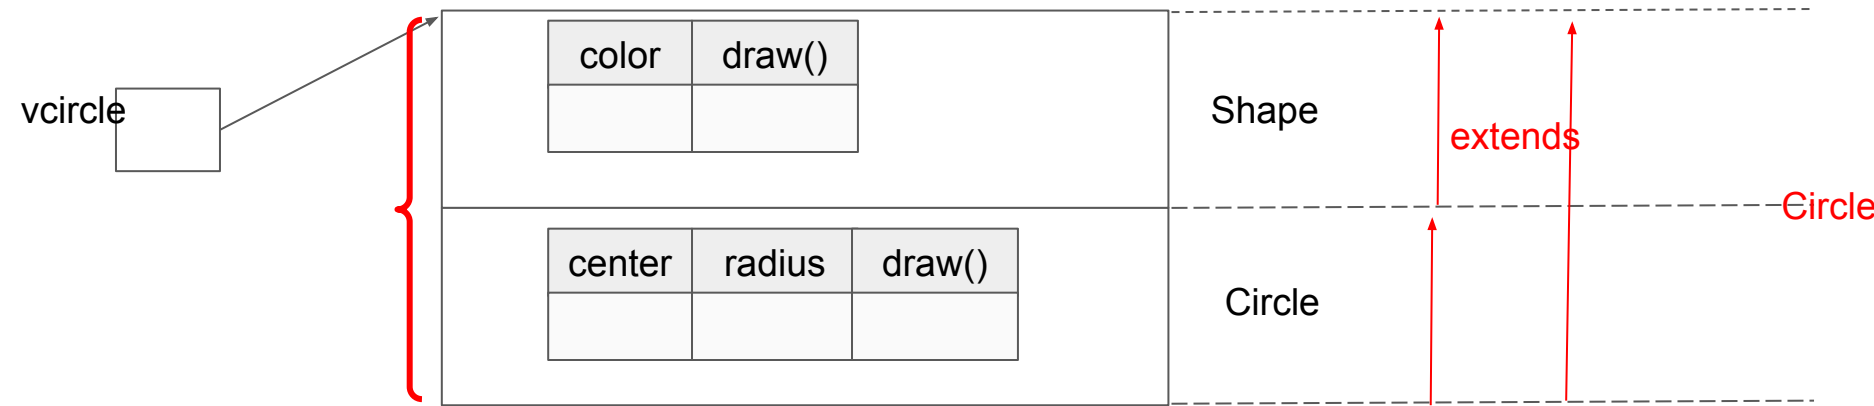 color draw()
vcircle
Shape
extends
Circle
center radius draw()
Circle